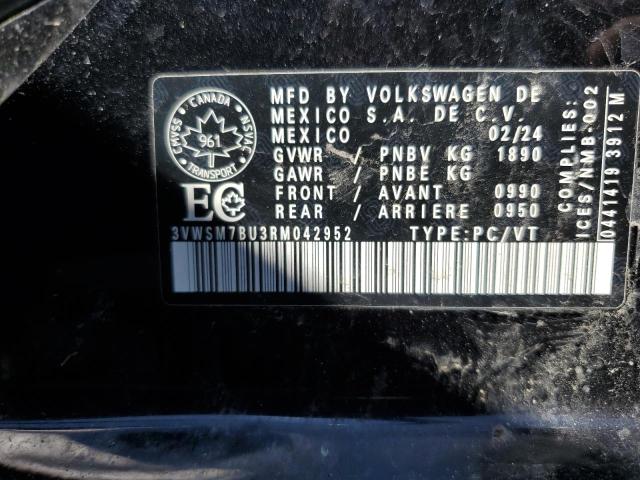 MFD BY VOLKSWAGEN DE
MEXICO S.A. DE C.V.
MEXICO 02/24
GVWR / PNBV KG 1890
GAWR / PNBE KG
FRONT / AVANT 0990
REAR / ARRIERE 0950
3VWSM7BU3RM042952 TYPE:PC/VT
CANADA
CMVSS
NSVAC
961
TRANSPORT
EC
COMPLIES:
ICES/NMB-002
0441419 3912 M